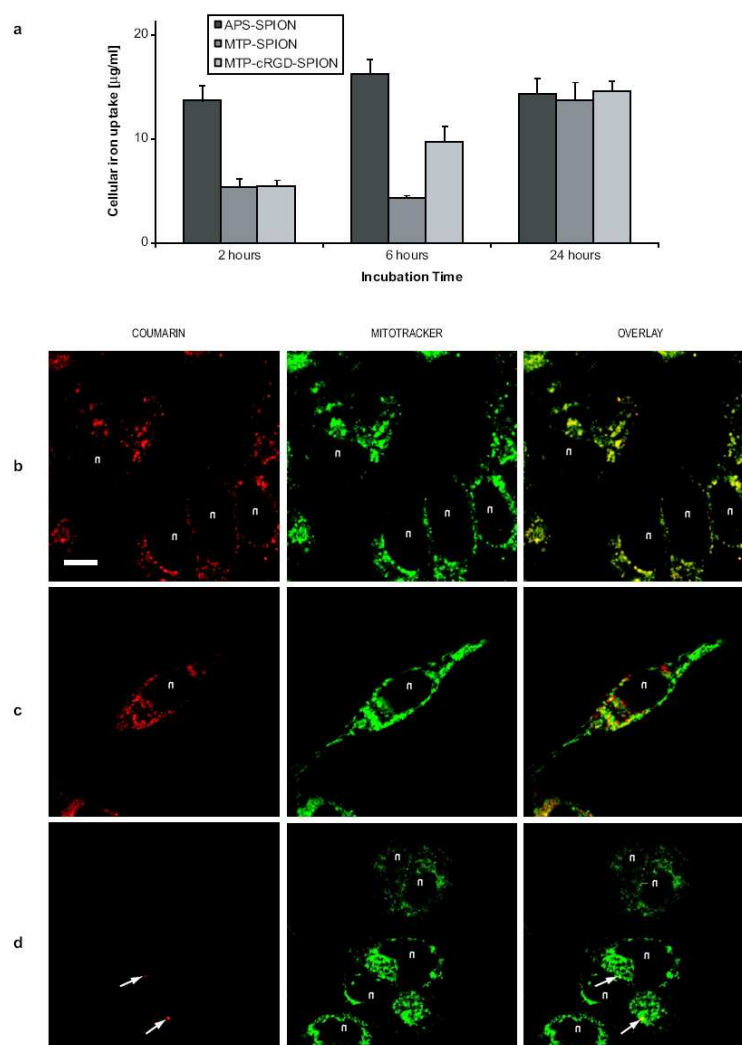 a
20
10
0
Cellular iron uptake [µg/ml]
APS-SPION
MTP-SPION
MTP-cRGD-SPION
2 hours
6 hours
24 hours
Incubation Time
COUMARIN
MITOTRACKER
OVERLAY
b
n
n
n
n
n
n
n
n
n
n
n
n
c
n
n
n
d
n
n
n
n
n
n
n
n
n
n